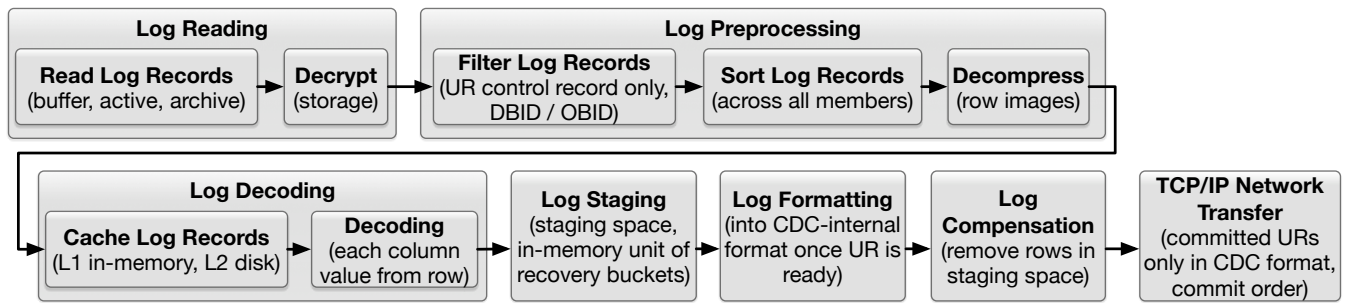 Log Reading
Read Log Records
(buffer, active, archive)
Decrypt
(storage)
Log Preprocessing
Filter Log Records
(UR control record only,
DBID / OBID)
Sort Log Records
(across all members)
Decompress
(row images)
Log Decoding
Cache Log Records
(L1 in-memory, L2 disk)
Decoding
(each column
value from row)
Log Staging
(staging space,
in-memory unit of
recovery buckets)
Log Formatting
(into CDC-internal
format once UR is
ready)
Log
Compensation
(remove rows in
staging space)
TCP/IP Network
Transfer
(committed URs
only in CDC format,
commit order)